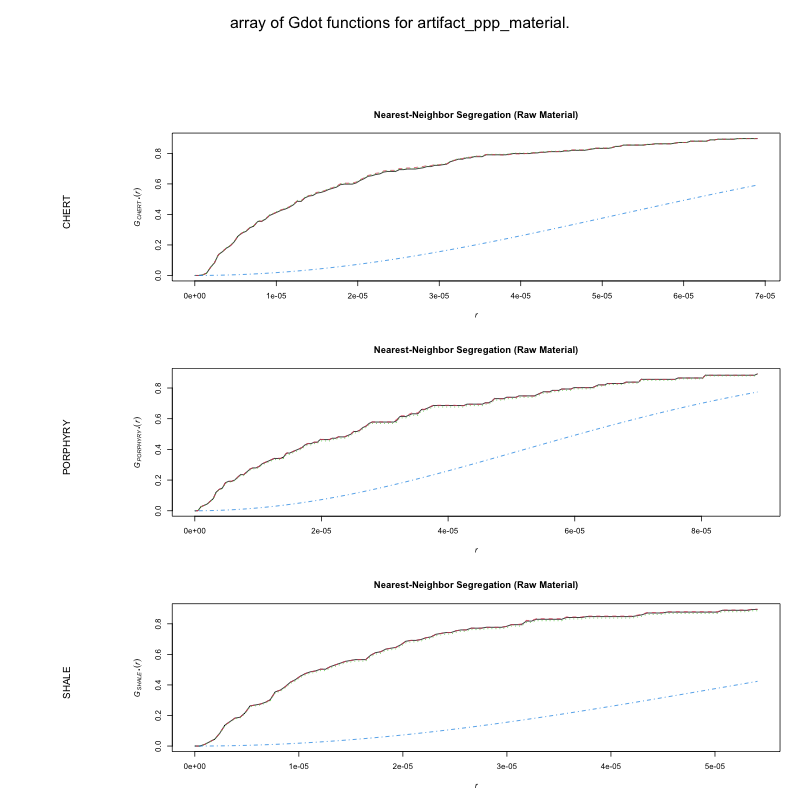 array of Gdot functions for artifact_ppp_material.
Nearest-Neighbor Segregation (Raw Material)
CHERT
G CHERT • (r)
0.0 0.2 0.4 0.6 0.8
0e+00 1e-05 2e-05 3e-05 4e-05 5e-05 6e-05 7e-05
r
Nearest-Neighbor Segregation (Raw Material)
PORPHYRY
G PORPHYRY • (r)
0.0 0.2 0.4 0.6 0.8
0e+00 2e-05 4e-05 6e-05 8e-05
r
Nearest-Neighbor Segregation (Raw Material)
SHALE
G SHALE • (r)
0.0 0.2 0.4 0.6 0.8
0e+00 1e-05 2e-05 3e-05 4e-05 5e-05
r